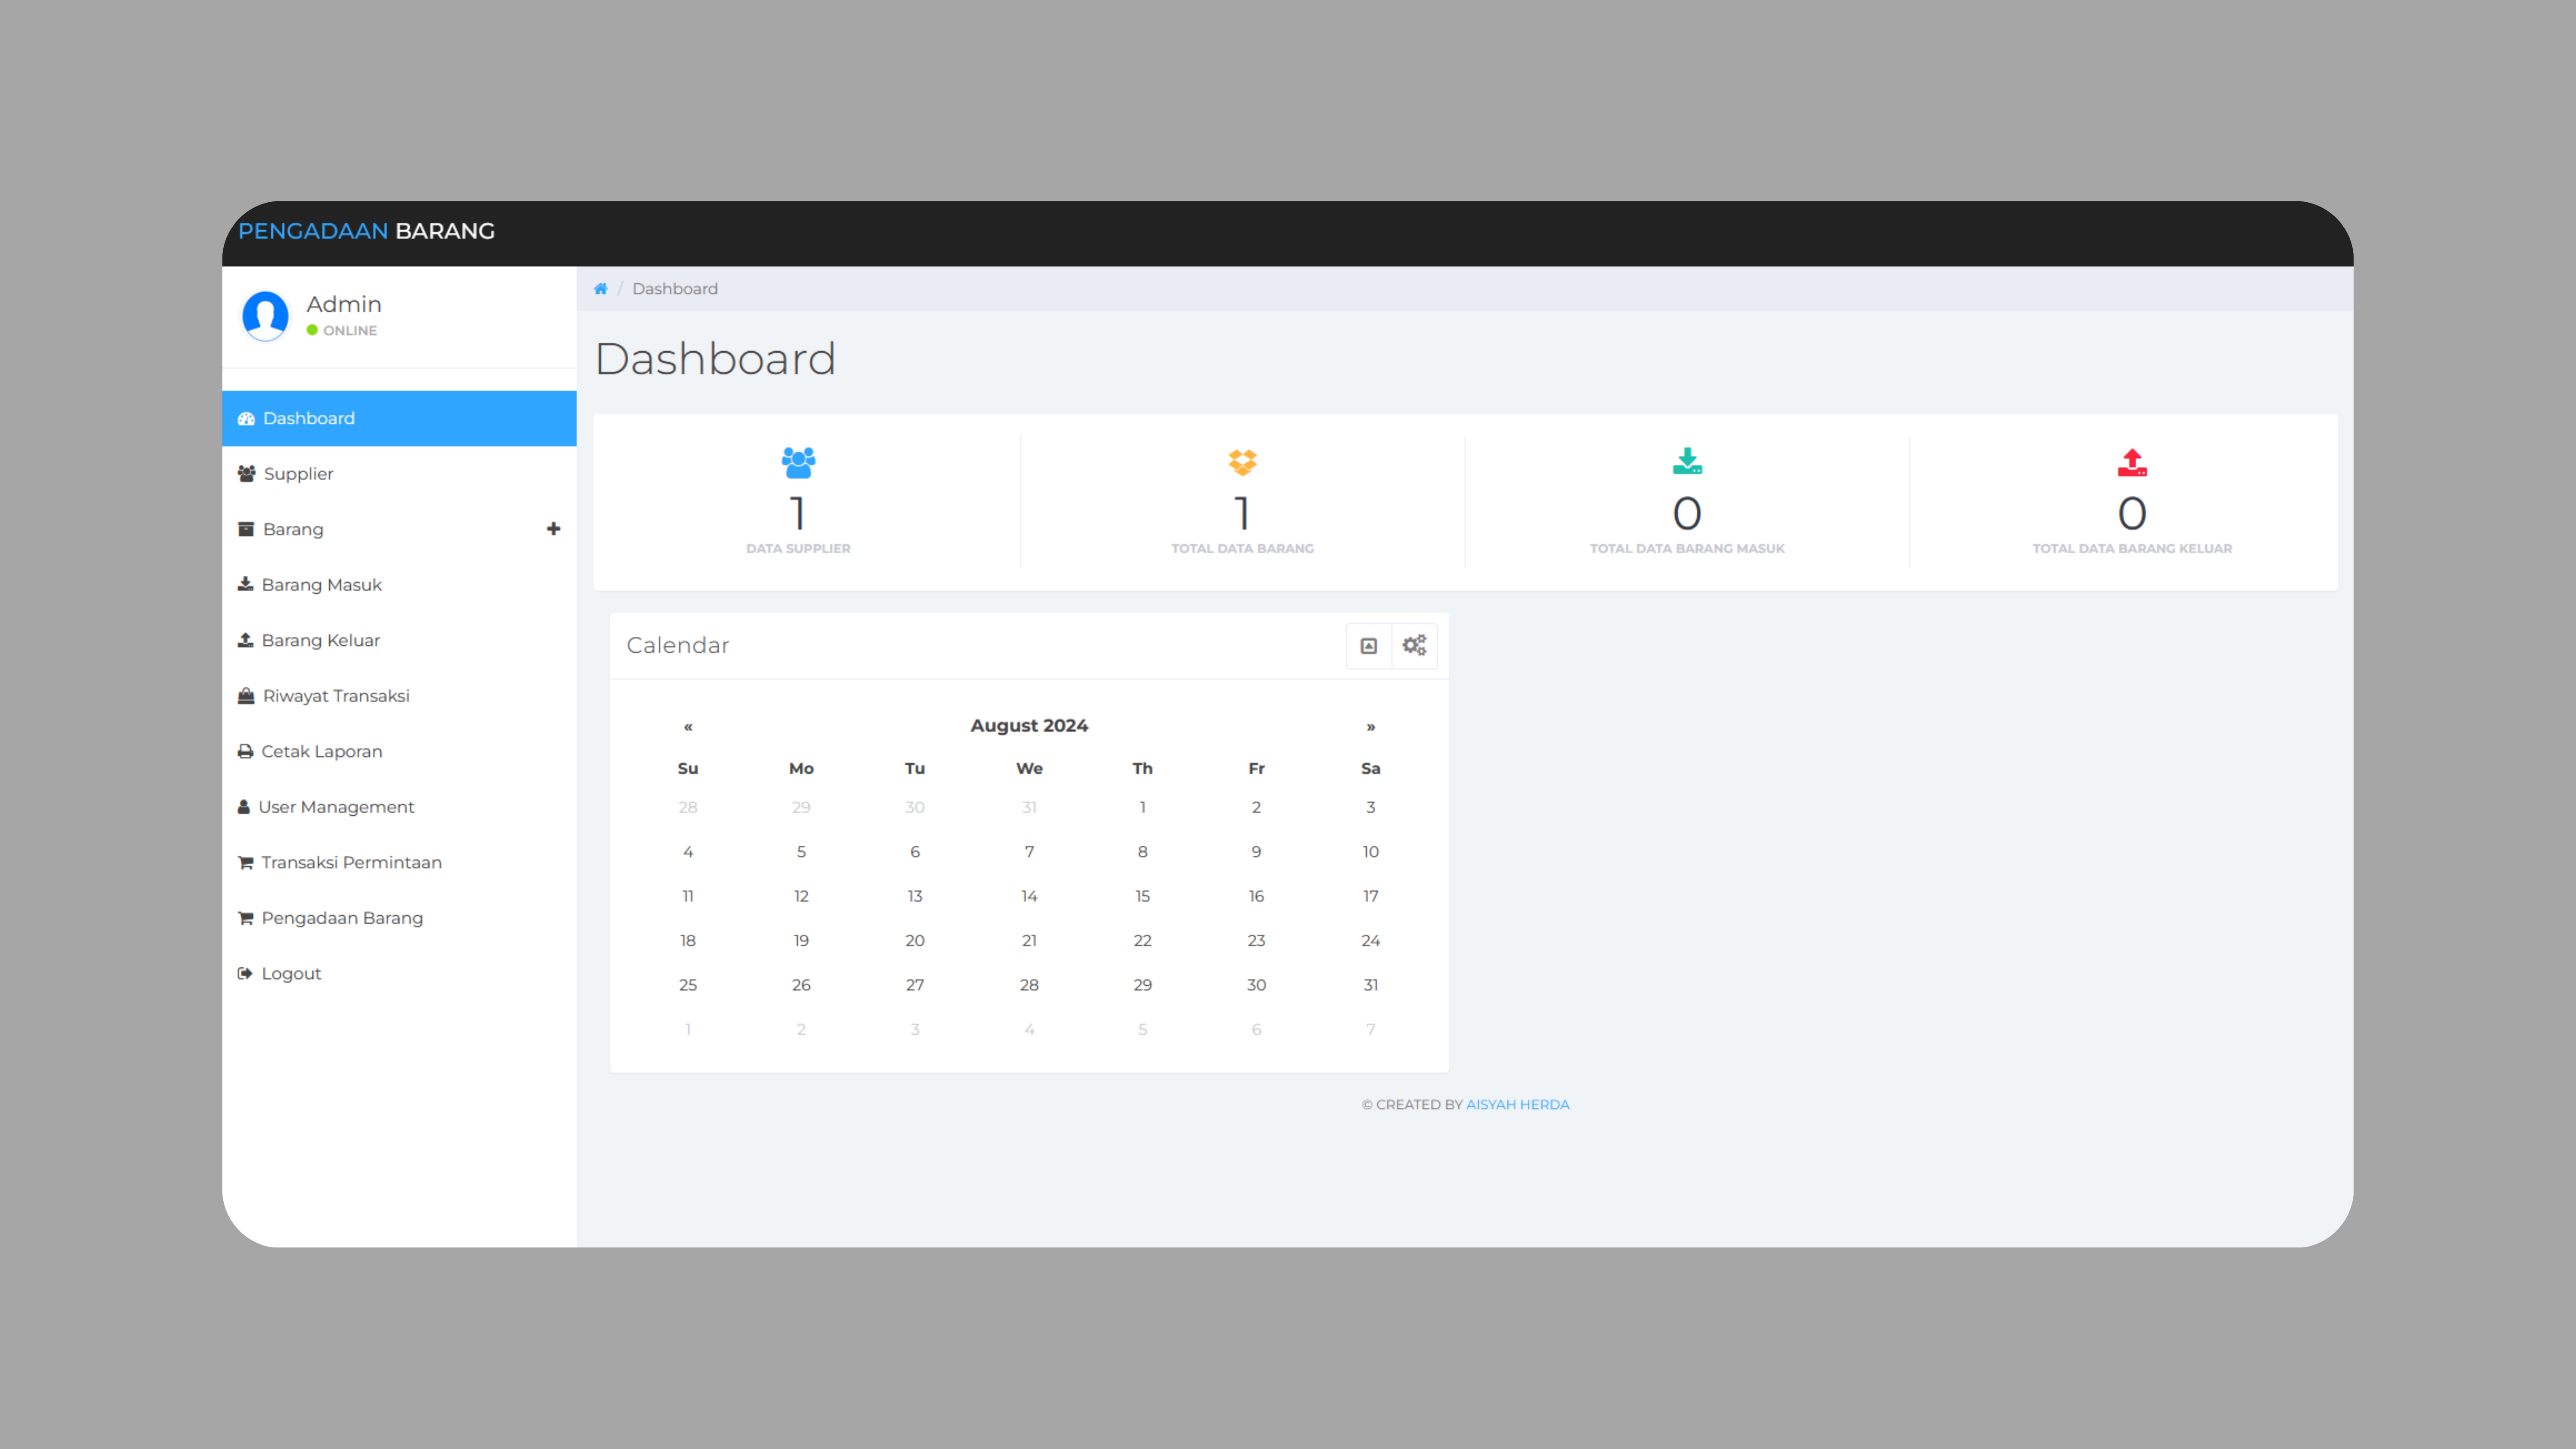 PENGADAAN BARANG
Admin
ONLINE
Dashboard
Supplier
Barang
Barang Masuk
Barang Keluar
Riwayat Transaksi
Cetak Laporan
User Management
Transaksi Permintaan
Pengadaan Barang
Logout
/ Dashboard
Dashboard
1
DATA SUPPLIER
1
TOTAL DATA BARANG
0
TOTAL DATA BARANG MASUK
0
TOTAL DATA BARANG KELUAR
Calendar
« August 2024 »
Su Mo Tu We Th Fr Sa
28 29 30 31 1 2 3
4 5 6 7 8 9 10
11 12 13 14 15 16 17
18 19 20 21 22 23 24
25 26 27 28 29 30 31
1 2 3 4 5 6 7
© CREATED BY AISYAH HERDA